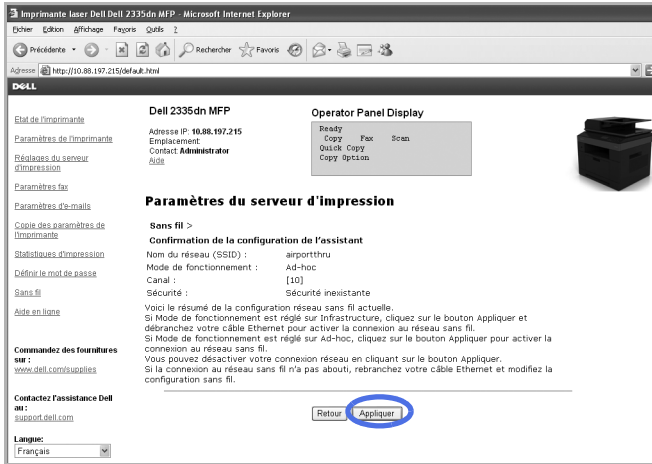 Imprimante laser Dell Dell 2335dn MFP - Microsoft Internet Explorer
Fichier Edition Affichage Favoris Outils ?
Précédente Rechercher Favoris
Adresse http://10.88.197.215/default.html
DELL
Etat de l'imprimante
Paramètres de l'imprimante
Réglages du serveur
d'impression
Paramètres fax
Paramètres d'e-mails
Copie des paramètres de
l'imprimante
Statistiques d'impression
Définir le mot de passe
Sans fil
Aide en ligne
Commandez des fournitures
sur :
www.dell.com/supplies
Contactez l'assistance Dell
au :
support.dell.com
Langue:
Français
Dell 2335dn MFP
Adresse IP: 10.88.197.215
Emplacement:
Contact: Administrator
Aide
Operator Panel Display
Ready
Copy Fax Scan
Quick Copy
Copy Option
Paramètres du serveur d'impression
Sans fil >
Confirmation de la configuration de l'assistant
Nom du réseau (SSID) : airportthru
Mode de fonctionnement : Ad-hoc
Canal : [10]
Sécurité : Sécurité inexistante
Voici le résumé de la configuration réseau sans fil actuelle.
Si Mode de fonctionnement est réglé sur Infrastructure, cliquez sur le bouton Appliquer et
débranchez votre câble Ethernet pour activer la connexion au réseau sans fil.
Si Mode de fonctionnement est réglé sur Ad-hoc, cliquez sur le bouton Appliquer pour activer la
connexion au réseau sans fil.
Vous pouvez désactiver votre connexion réseau en cliquant sur le bouton Appliquer.
Si la connexion au réseau sans fil n'a pas abouti, rebranchez votre câble Ethernet et modifiez la
configuration sans fil.
Retour Appliquer